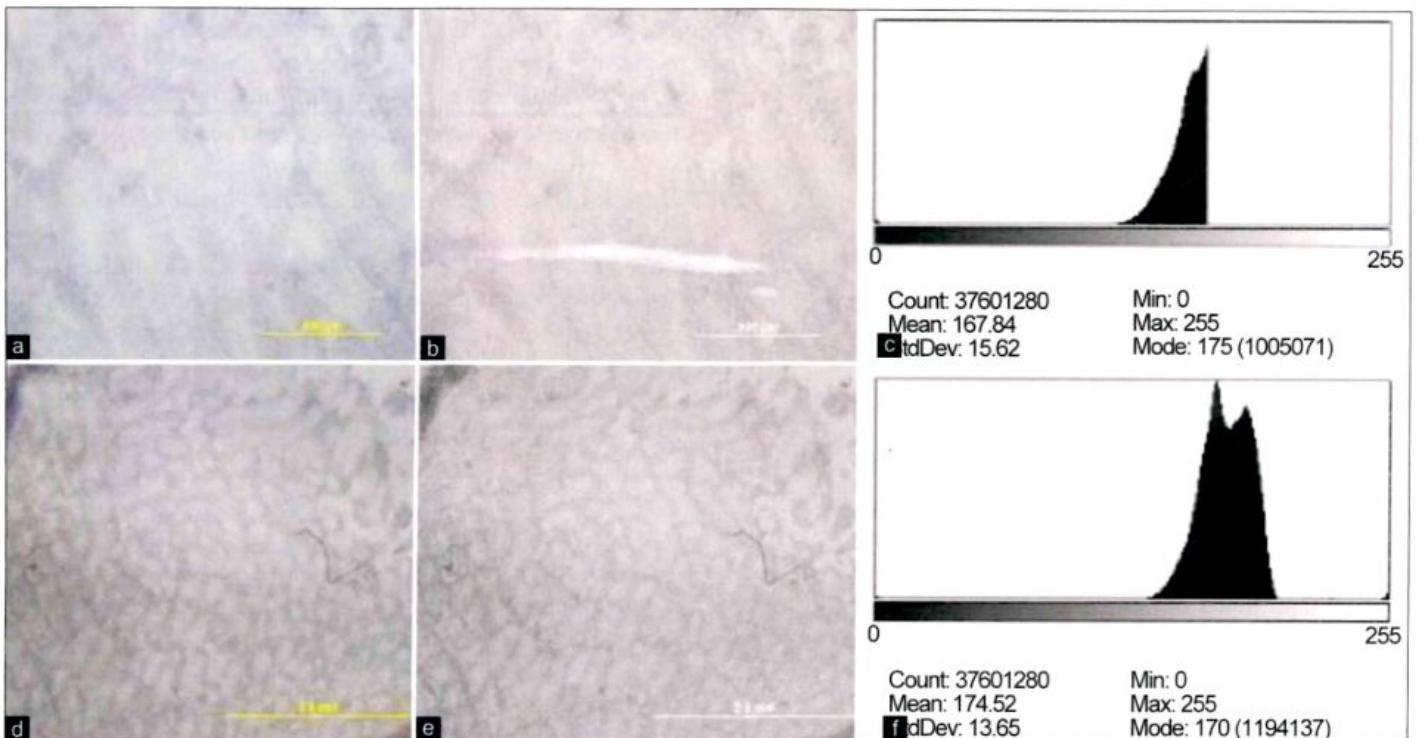 a
b
0
255
Count: 37601280
Min: 0
Mean: 167.84
Max: 255
c
tdDev: 15.62
Mode: 175 (1005071)
d
e
0
255
Count: 37601280
Min: 0
Mean: 174.52
Max: 255
f
dDev: 13.65
Mode: 170 (1194137)